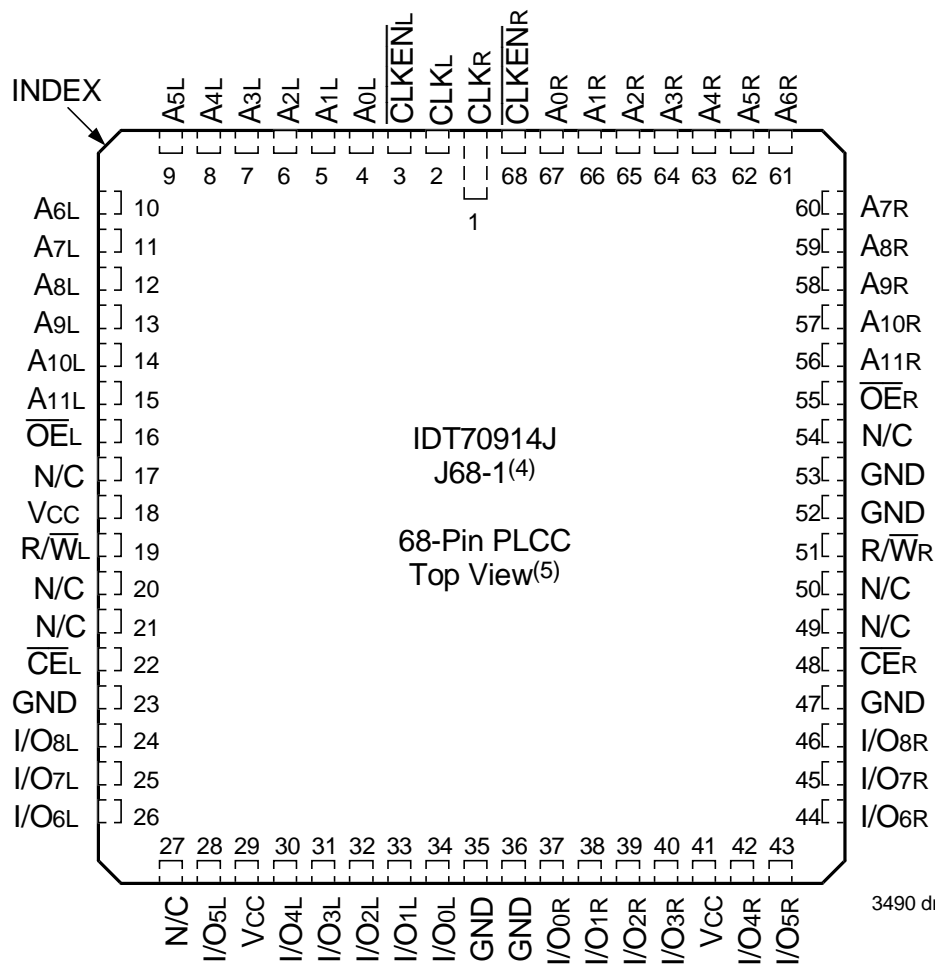 INDEX
A5L
A4L
A3L
A2L
A1L
A0L
CLKENL
CLKL
CLKR
CLKENR
A0R
A1R
A2R
A3R
A4R
A5R
A6R
9 8 7 6 5 4 3 2 1 68 67 66 65 64 63 62 61
A6L 10
A7L 11
A8L 12
A9L 13
A10L 14
A11L 15
OEL 16
N/C 17
VCC 18
R/WL 19
N/C 20
N/C 21
CEL 22
GND 23
I/O8L 24
I/O7L 25
I/O6L 26
IDT70914J
J68-1(4)
68-Pin PLCC
Top View(5)
60 A7R
59 A8R
58 A9R
57 A10R
56 A11R
55 OER
54 N/C
53 GND
52 GND
51 R/WR
50 N/C
49 N/C
48 CER
47 GND
46 I/O8R
45 I/O7R
44 I/O6R
27 28 29 30 31 32 33 34 35 36 37 38 39 40 41 42 43
N/C
I/O5L
VCC
I/O4L
I/O3L
I/O2L
I/O1L
I/O0L
GND
GND
I/O0R
I/O1R
I/O2R
I/O3R
VCC
I/O4R
I/O5R
3490